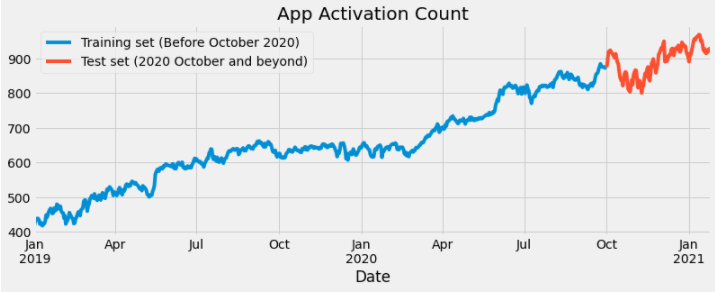 App Activation Count
Training set (Before October 2020)
Test set (2020 October and beyond)
900
800
700
600
500
400
Jan Apr Jul Oct Jan Apr Jul Oct Jan
2019 2020 2021
Date